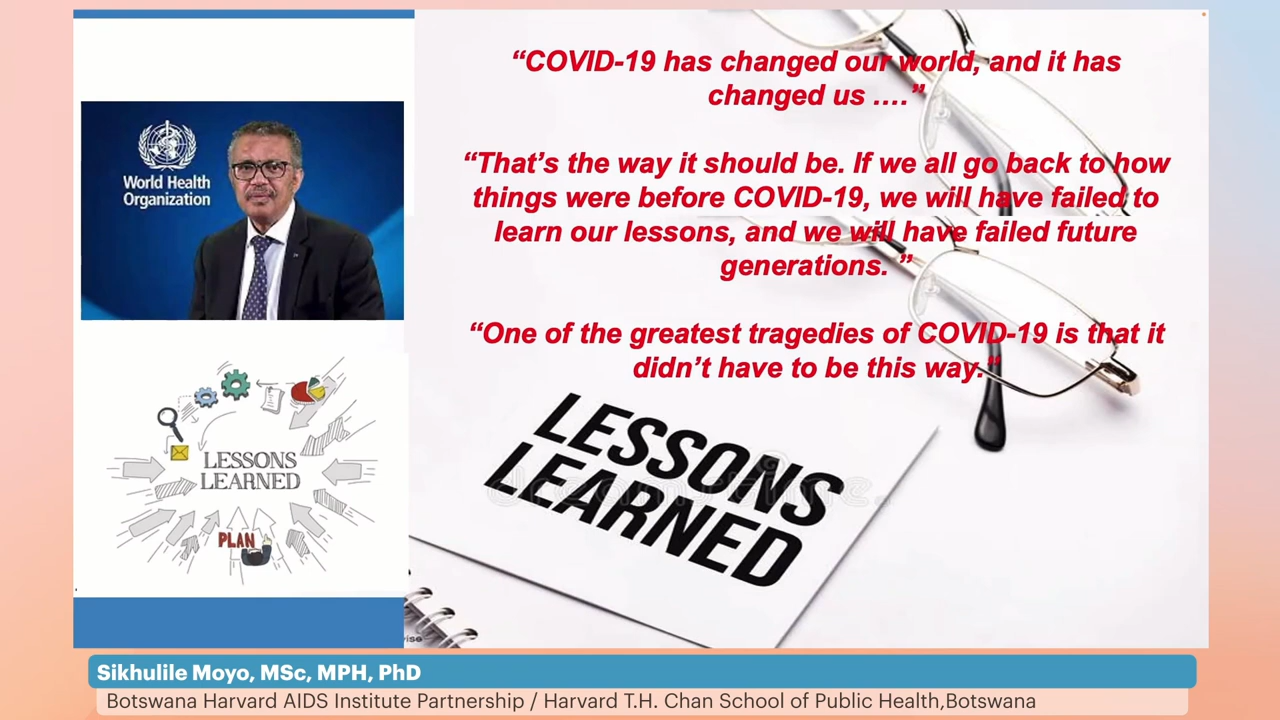 World Health
Organization
LESSONS
LEARNED
PLAN
“COVID-19 has changed our world, and it has
changed us ....”
“That’s the way it should be. If we all go back to how
things were before COVID-19, we will have failed to
learn our lessons, and we will have failed future
generations. ”
“One of the greatest tragedies of COVID-19 is that it
didn’t have to be this way.”
LESSONS
LEARNED
Sikhulile Moyo, MSc, MPH, PhD
Botswana Harvard AIDS Institute Partnership / Harvard T.H. Chan School of Public Health,Botswana